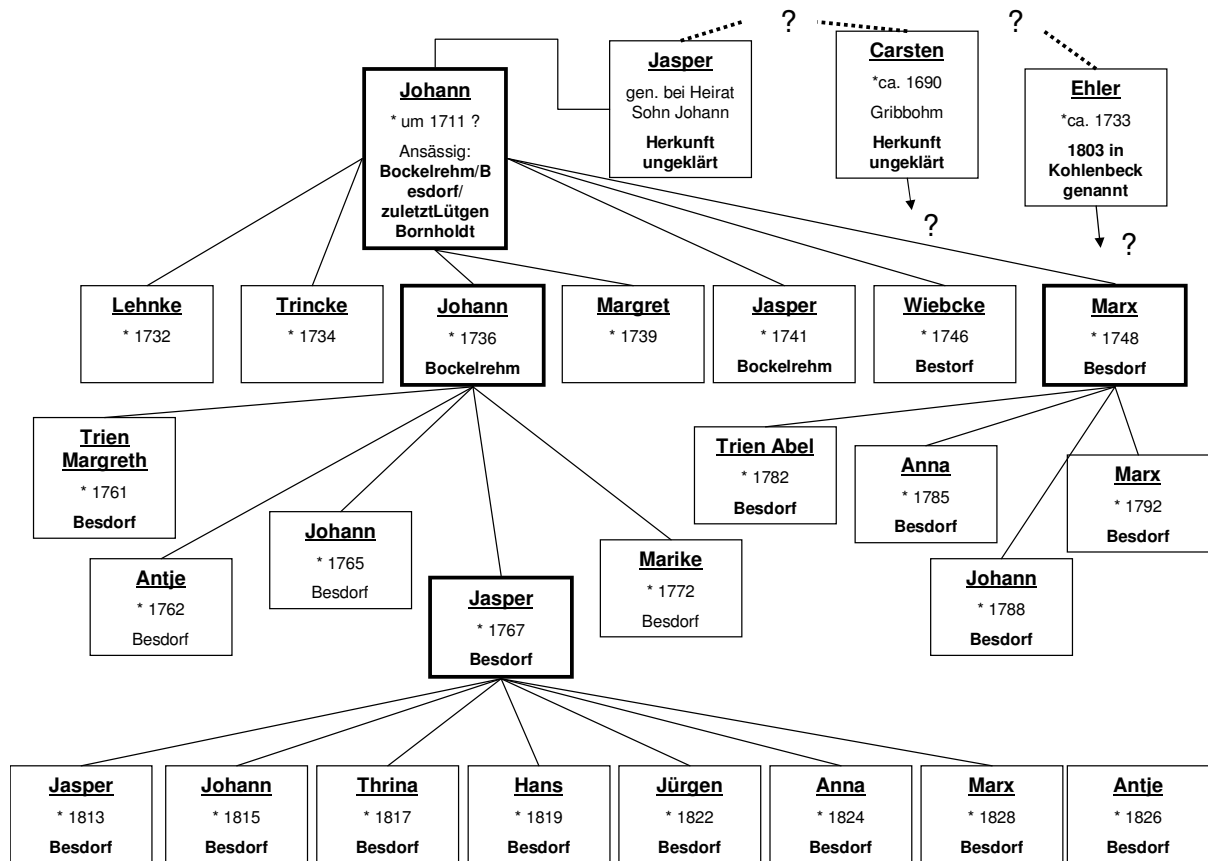 ?
?
Jasper
gen. bei Heirat
Sohn Johann
Herkunft
ungeklärt
Carsten
*ca. 1690
Gribbohm
Herkunft
ungeklärt
?
Ehler
*ca. 1733
1803 in
Kohlenbeck
genannt
?
Johann
* um 1711 ?
Ansässig:
Bockelrehm/B
esdorf/
zuletztLütgen
Bornholdt
Lehnke
* 1732
Trincke
* 1734
Johann
* 1736
Bockelrehm
Margret
* 1739
Jasper
* 1741
Bockelrehm
Wiebcke
* 1746
Bestorf
Marx
* 1748
Besdorf
Trien
Margreth
* 1761
Besdorf
Antje
* 1762
Besdorf
Johann
* 1765
Besdorf
Jasper
* 1767
Besdorf
Marike
* 1772
Besdorf
Trien Abel
* 1782
Besdorf
Anna
* 1785
Besdorf
Johann
* 1788
Besdorf
Marx
* 1792
Besdorf
Jasper
* 1813
Besdorf
Johann
* 1815
Besdorf
Thrina
* 1817
Besdorf
Hans
* 1819
Besdorf
Jürgen
* 1822
Besdorf
Anna
* 1824
Besdorf
Marx
* 1828
Besdorf
Antje
* 1826
Besdorf